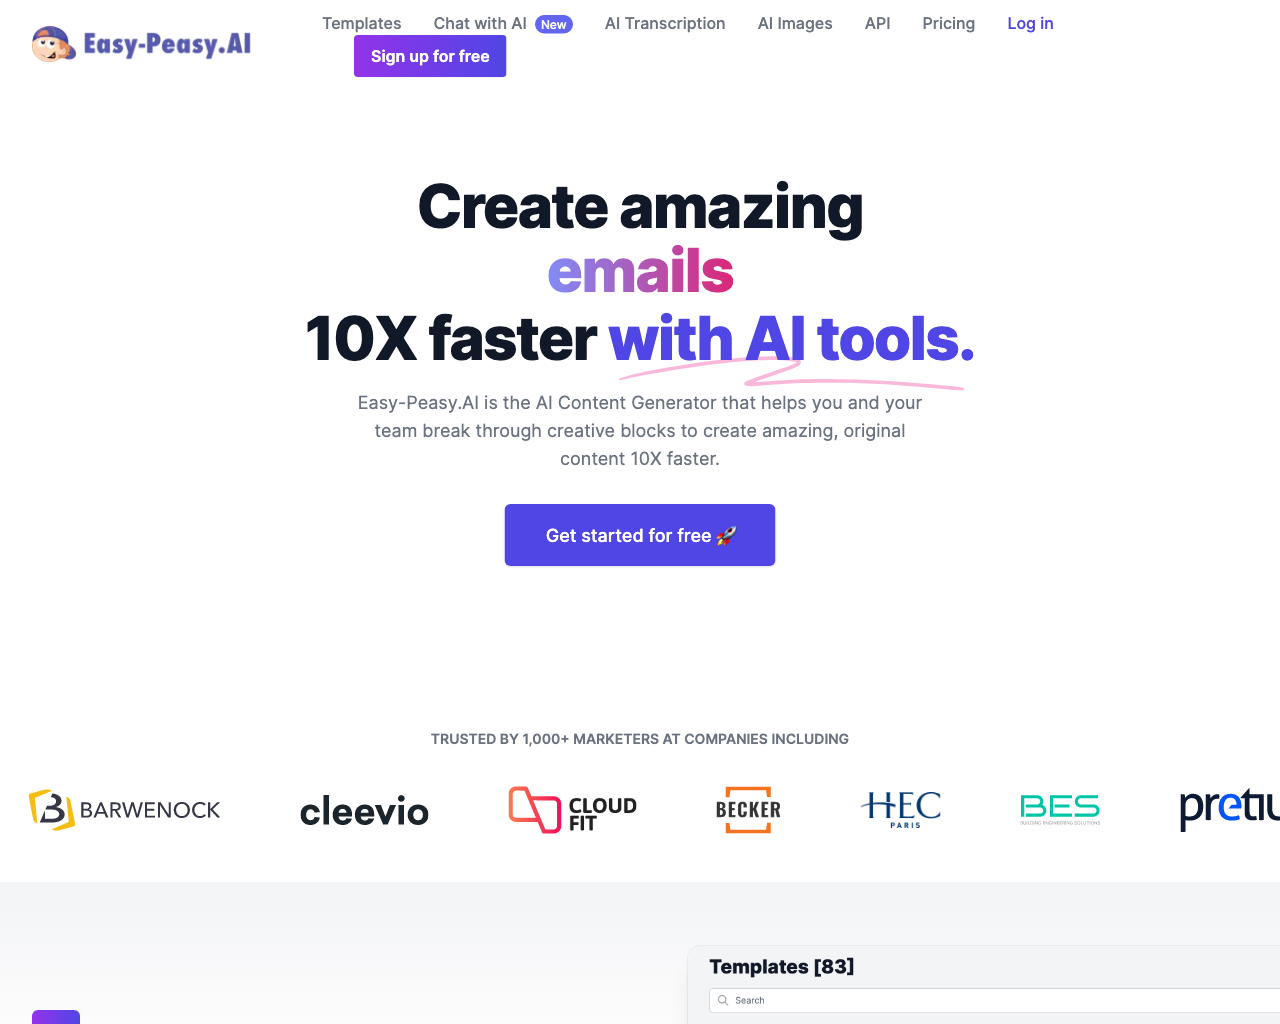 Easy-Peasy.AI
Templates Chat with AI New AI Transcription AI Images API Pricing Log in
Sign up for free
Create amazing
emails
10X faster with AI tools.
Easy-Peasy.AI is the AI Content Generator that helps you and your
team break through creative blocks to create amazing, original
content 10X faster.
Get started for free 🚀
TRUSTED BY 1,000+ MARKETERS AT COMPANIES INCLUDING
B BARWENOCK
cleevio
CLOUD
FIT
BECKER
HEC
PARIS
BES
BUILDING ENGINEERING SOLUTIONS
Templates [83]
Search